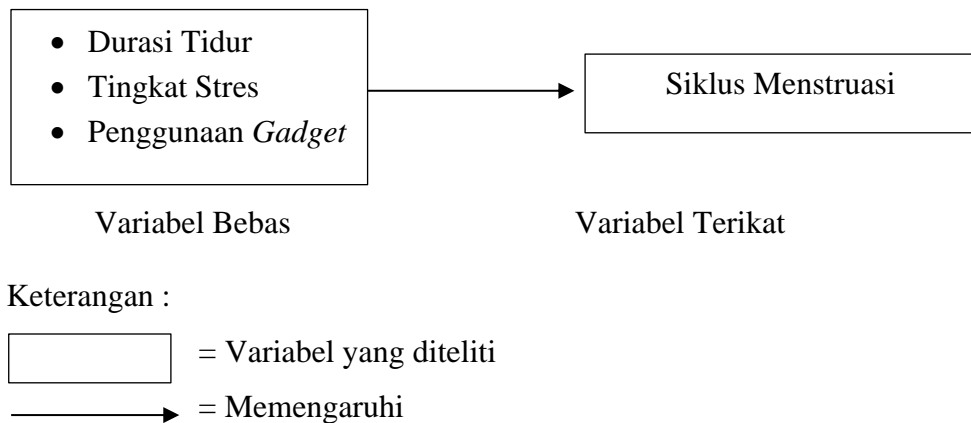 • Durasi Tidur
• Tingkat Stres
• Penggunaan Gadget
Siklus Menstruasi
Variabel Bebas
Variabel Terikat
Keterangan :
= Variabel yang diteliti
= Memengaruhi